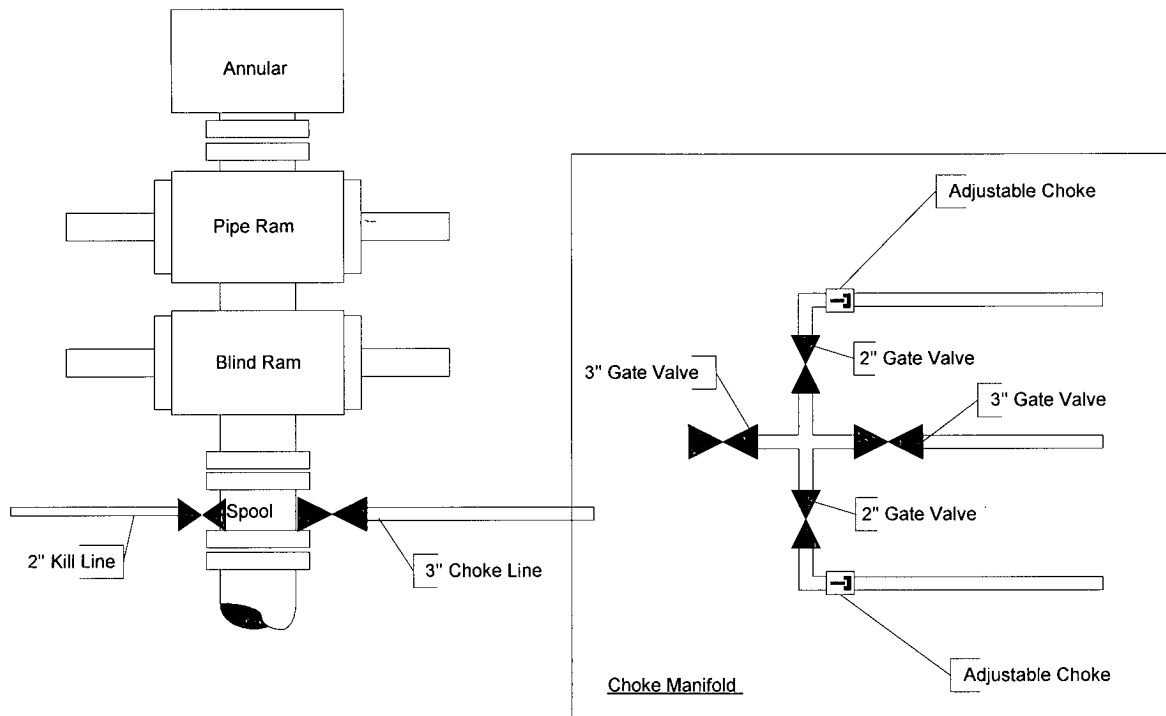 Annular
Pipe Ram
Blind Ram
Spool
2" Kill Line
3" Choke Line
Adjustable Choke
2" Gate Valve
3" Gate Valve
3" Gate Valve
2" Gate Valve
Adjustable Choke
Choke Manifold